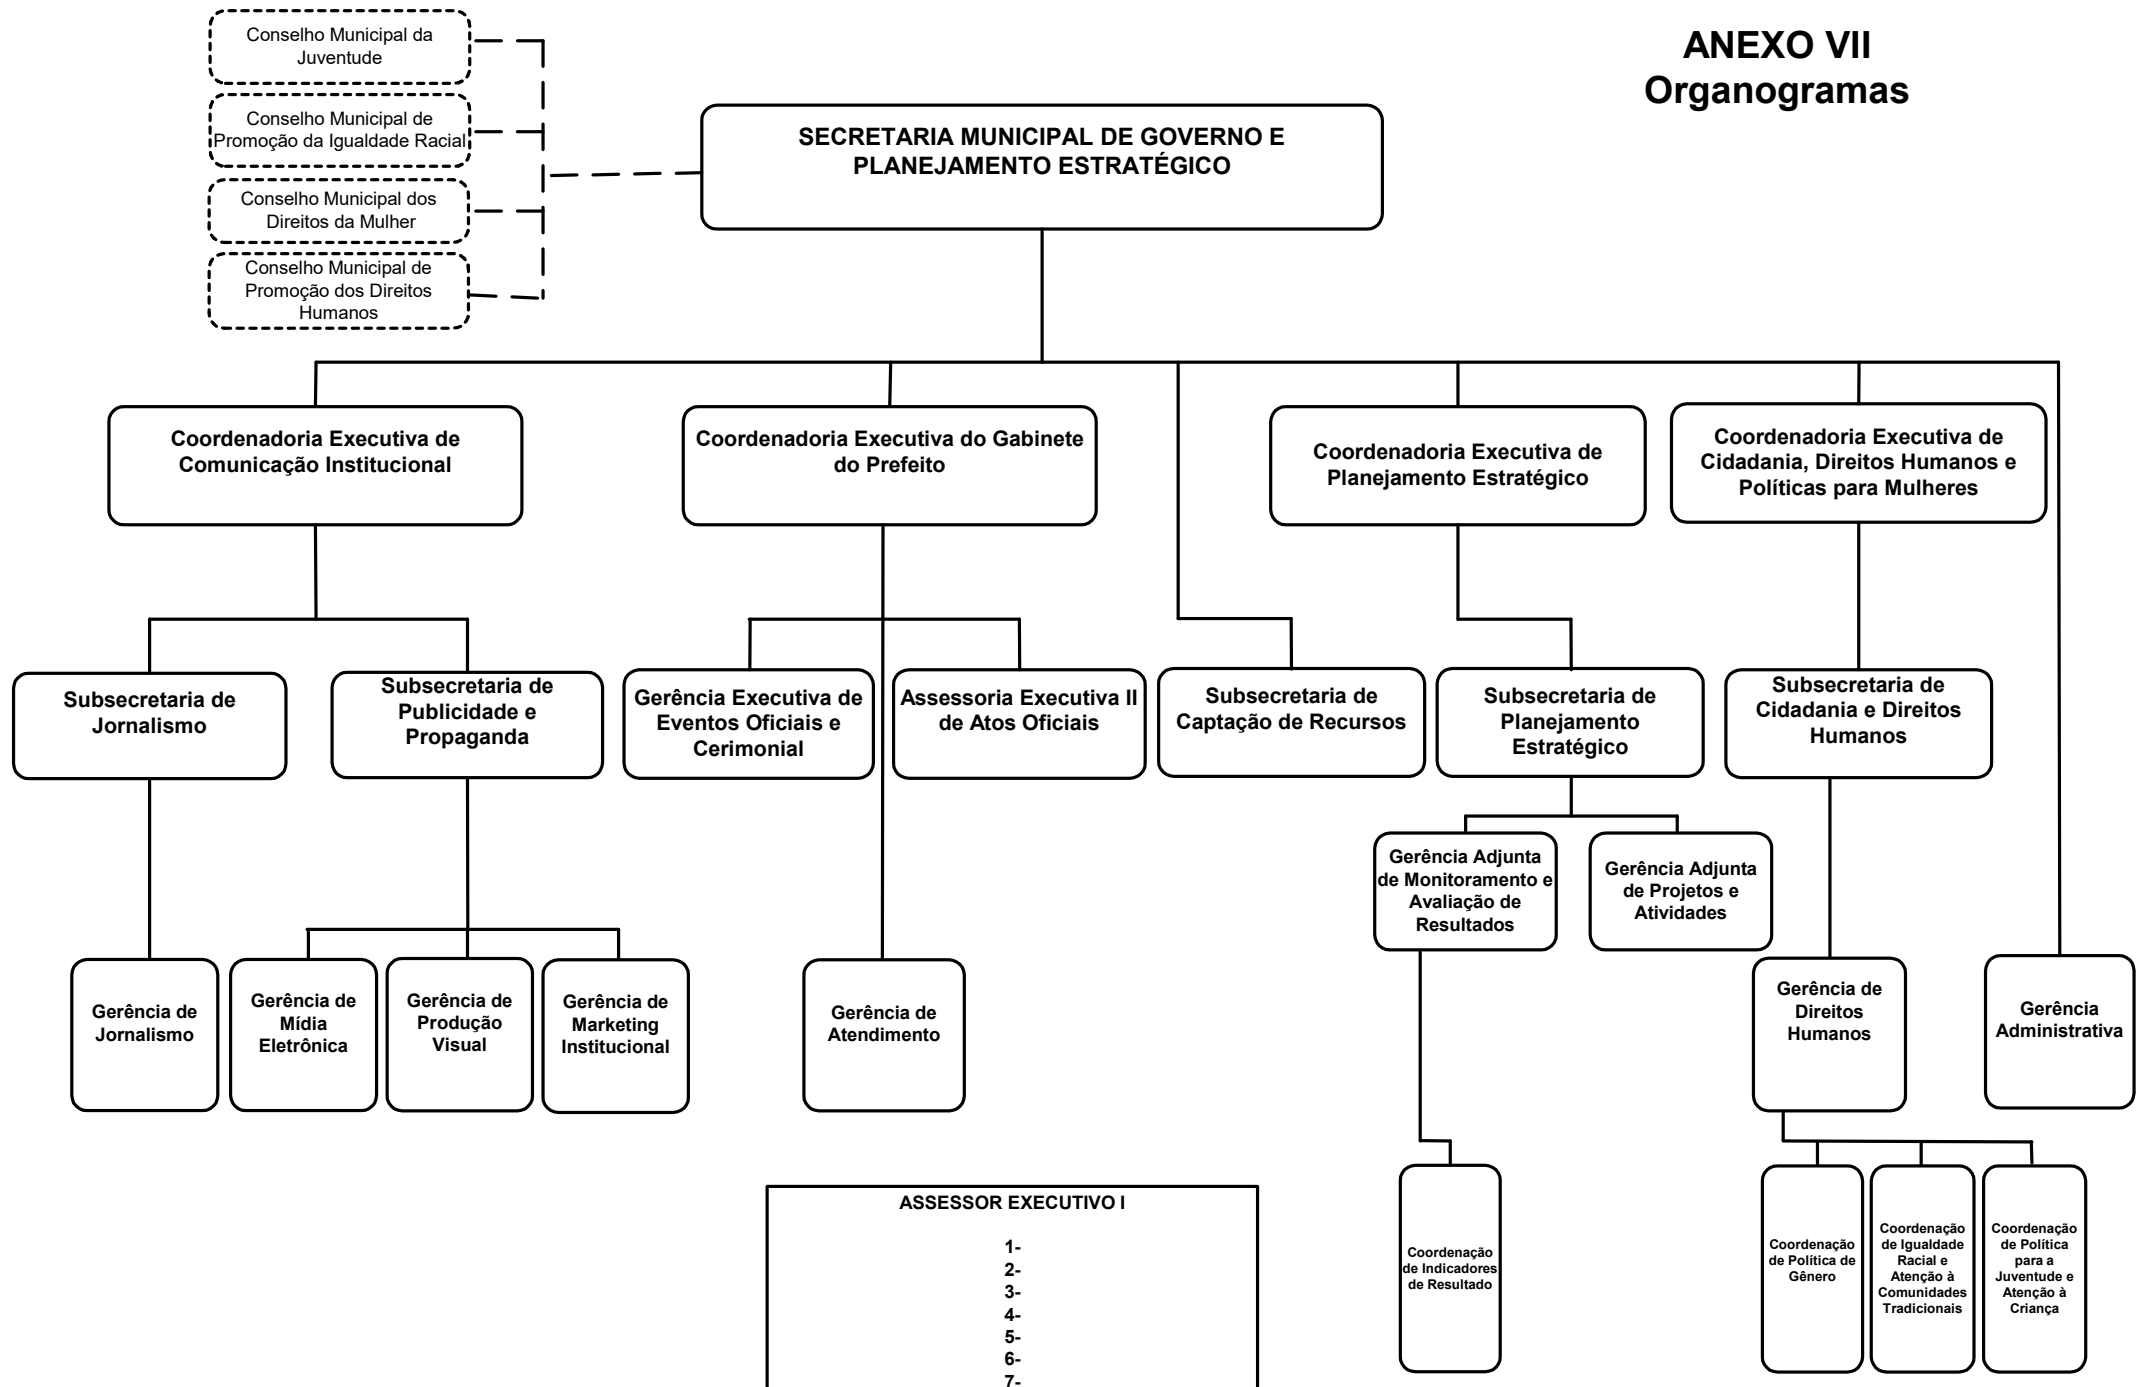 Conselho Municipal da
Juventude
Conselho Municipal de
Promoção da Igualdade Racial
Conselho Municipal dos
Direitos da Mulher
Conselho Municipal de
Promoção dos Direitos
Humanos
ANEXO VII
Organogramas
SECRETARIA MUNICIPAL DE GOVERNO E
PLANEJAMENTO ESTRATÉGICO
Coordenadoria Executiva de
Comunicação Institucional
Coordenadoria Executiva do Gabinete
do Prefeito
Coordenadoria Executiva de
Planejamento Estratégico
Coordenadoria Executiva de
Cidadania, Direitos Humanos e
Políticas para Mulheres
Subsecretaria de
Jornalismo
Subsecretaria de
Publicidade e
Propaganda
Gerência Executiva de
Eventos Oficiais e
Cerimonial
Assessoria Executiva II
de Atos Oficiais
Subsecretaria de
Captação de Recursos
Subsecretaria de
Planejamento
Estratégico
Subsecretaria de
Cidadania e Direitos
Humanos
Gerência Adjunta
de Monitoramento e
Avaliação de
Resultados
Gerência Adjunta
de Projetos e
Atividades
Gerência de
Jornalismo
Gerência de
Mídia
Eletrônica
Gerência de
Produção
Visual
Gerência de
Marketing
Institucional
Gerência de
Atendimento
Gerência de
Direitos
Humanos
Gerência
Administrativa
ASSESSOR EXECUTIVO I
1-
2-
3-
4-
5-
6-
7-
Coordenação
de Indicadores
de Resultado
Coordenação
de Política de
Gênero
Coordenação
de Igualdade
Racial e
Atenção à
Comunidades
Tradicionais
Coordenação
de Política
para a
Juventude e
Atenção à
Criança